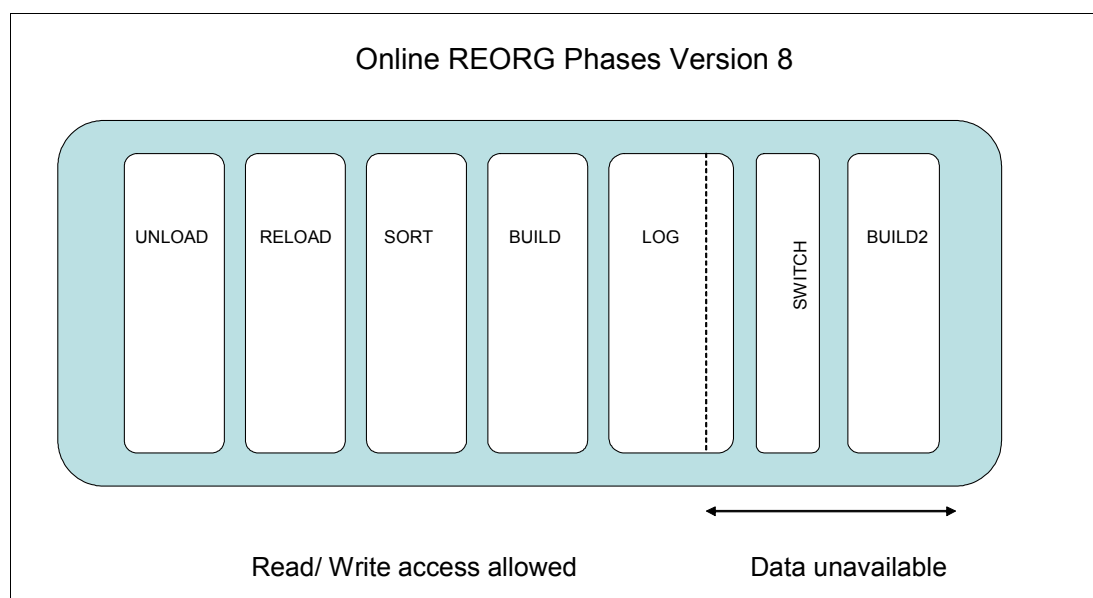 Online REORG Phases Version 8
UNLOAD
RELOAD
SORT
BUILD
LOG
SWITCH
BUILD2
Read/ Write access allowed
Data unavailable